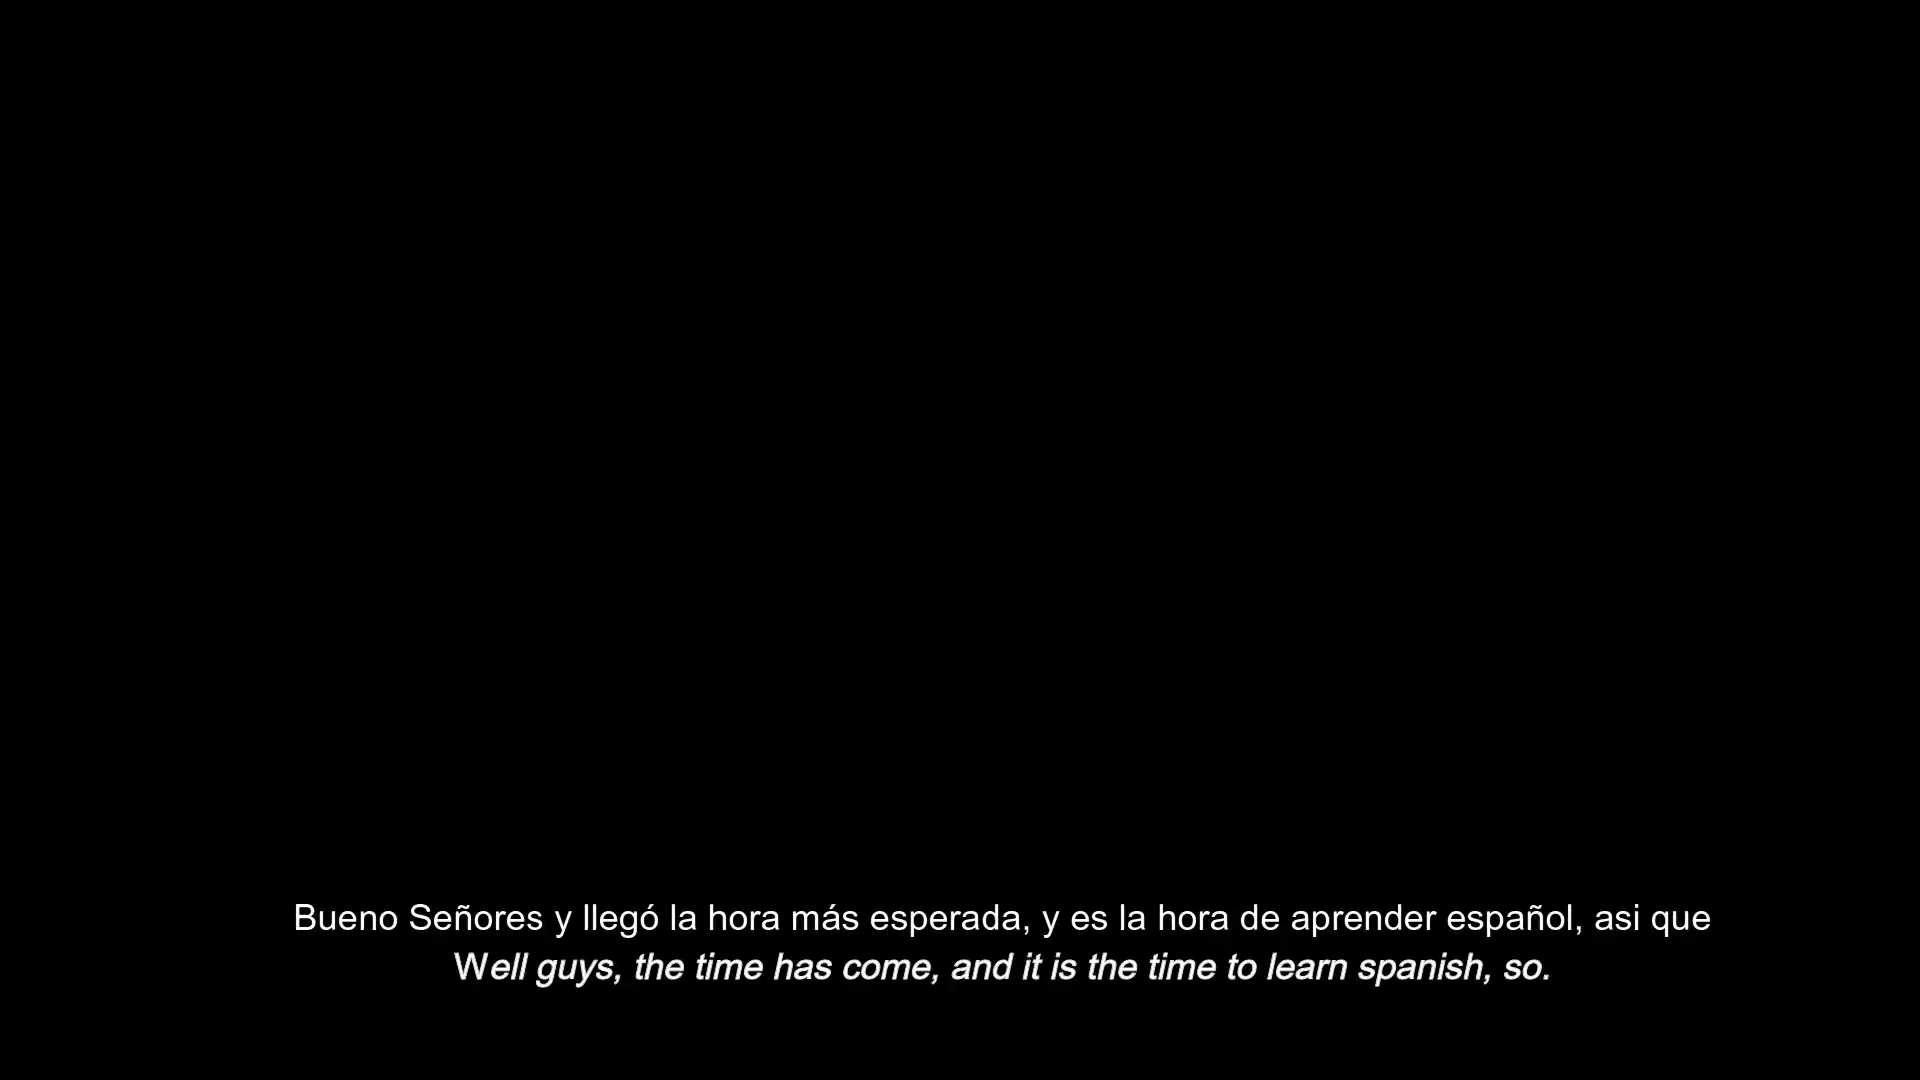 Bueno Señores y llegó la hora más esperada, y es la hora de aprender español, asi que
Well guys, the time has come, and it is the time to learn spanish, so.